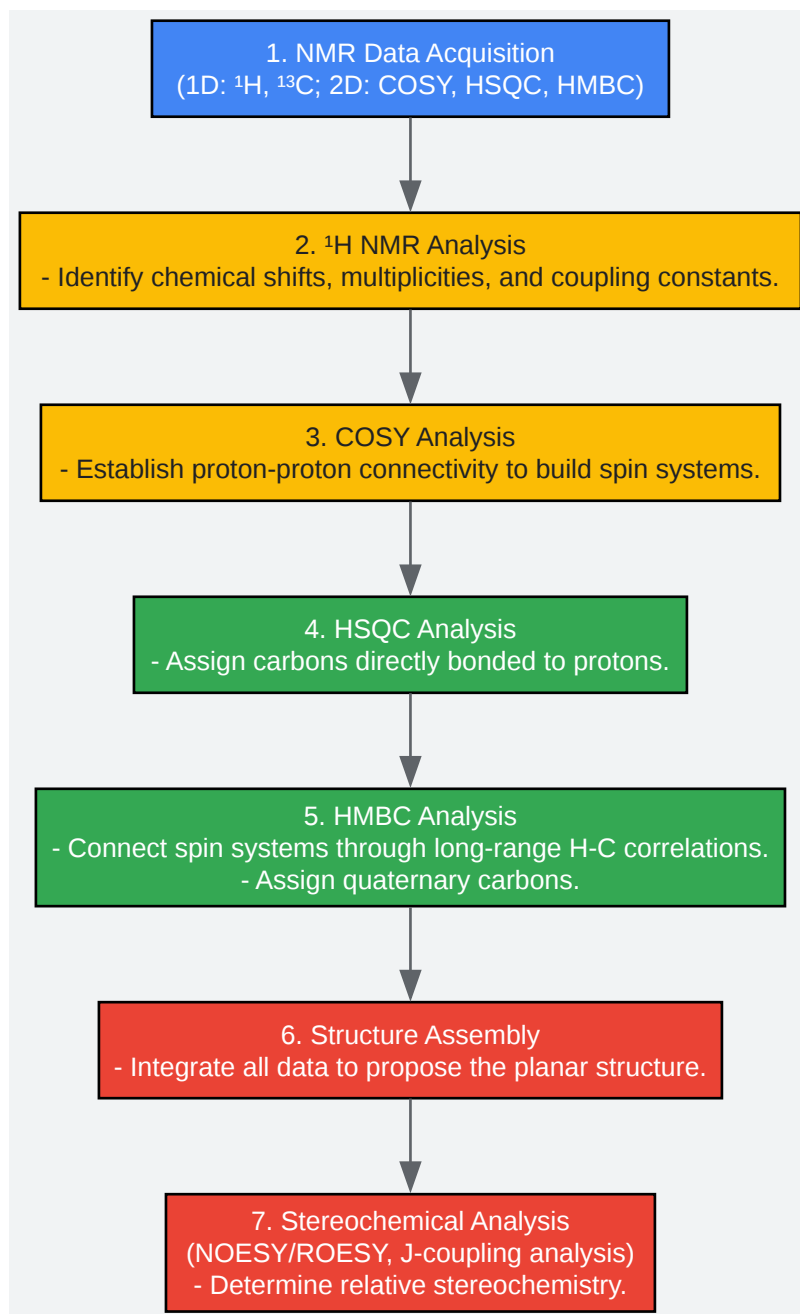 1. NMR Data Acquisition
(1D: ¹H, ¹³C; 2D: COSY, HSQC, HMBC)
2. ¹H NMR Analysis
- Identify chemical shifts, multiplicities, and coupling constants.
3. COSY Analysis
- Establish proton-proton connectivity to build spin systems.
4. HSQC Analysis
- Assign carbons directly bonded to protons.
5. HMBC Analysis
- Connect spin systems through long-range H-C correlations.
- Assign quaternary carbons.
6. Structure Assembly
- Integrate all data to propose the planar structure.
7. Stereochemical Analysis
(NOESY/ROESY, J-coupling analysis)
- Determine relative stereochemistry.